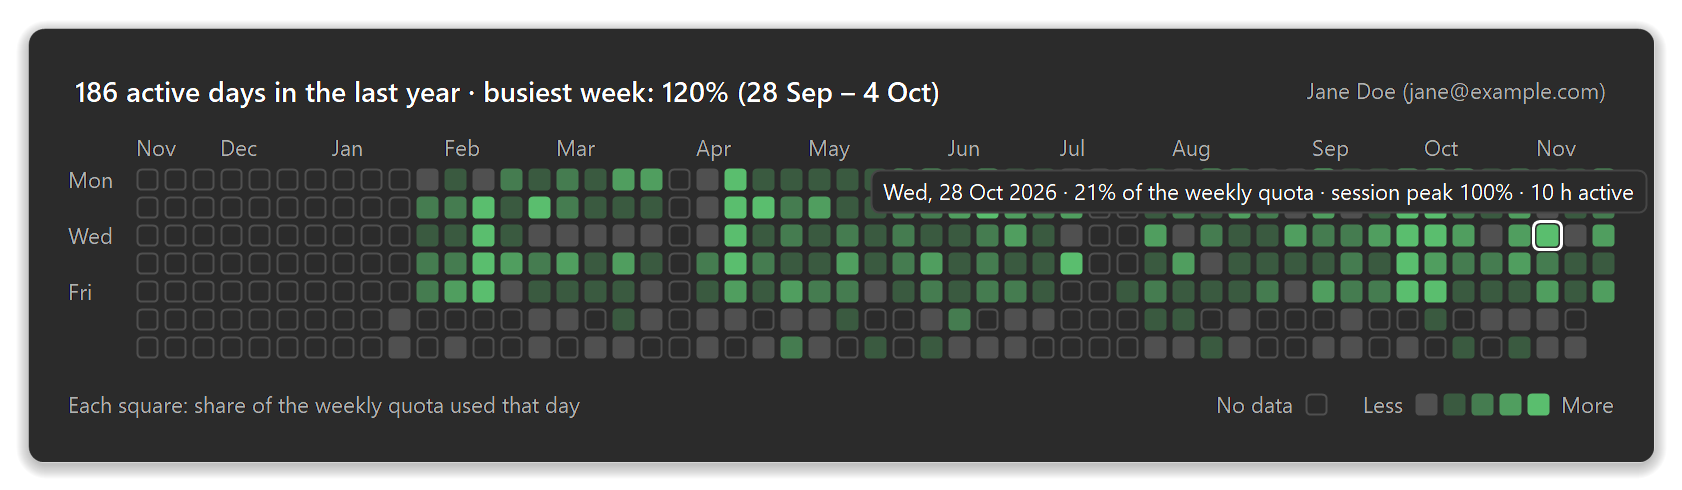 186 active days in the last year · busiest week: 120% (28 Sep – 4 Oct)
Jane Doe (jane@example.com)
Nov Dec Jan Feb Mar Apr May Jun Jul Aug Sep Oct Nov
Mon
Wed, 28 Oct 2026 · 21% of the weekly quota · session peak 100% · 10 h active
Wed
Fri
Each square: share of the weekly quota used that day
No data Less More